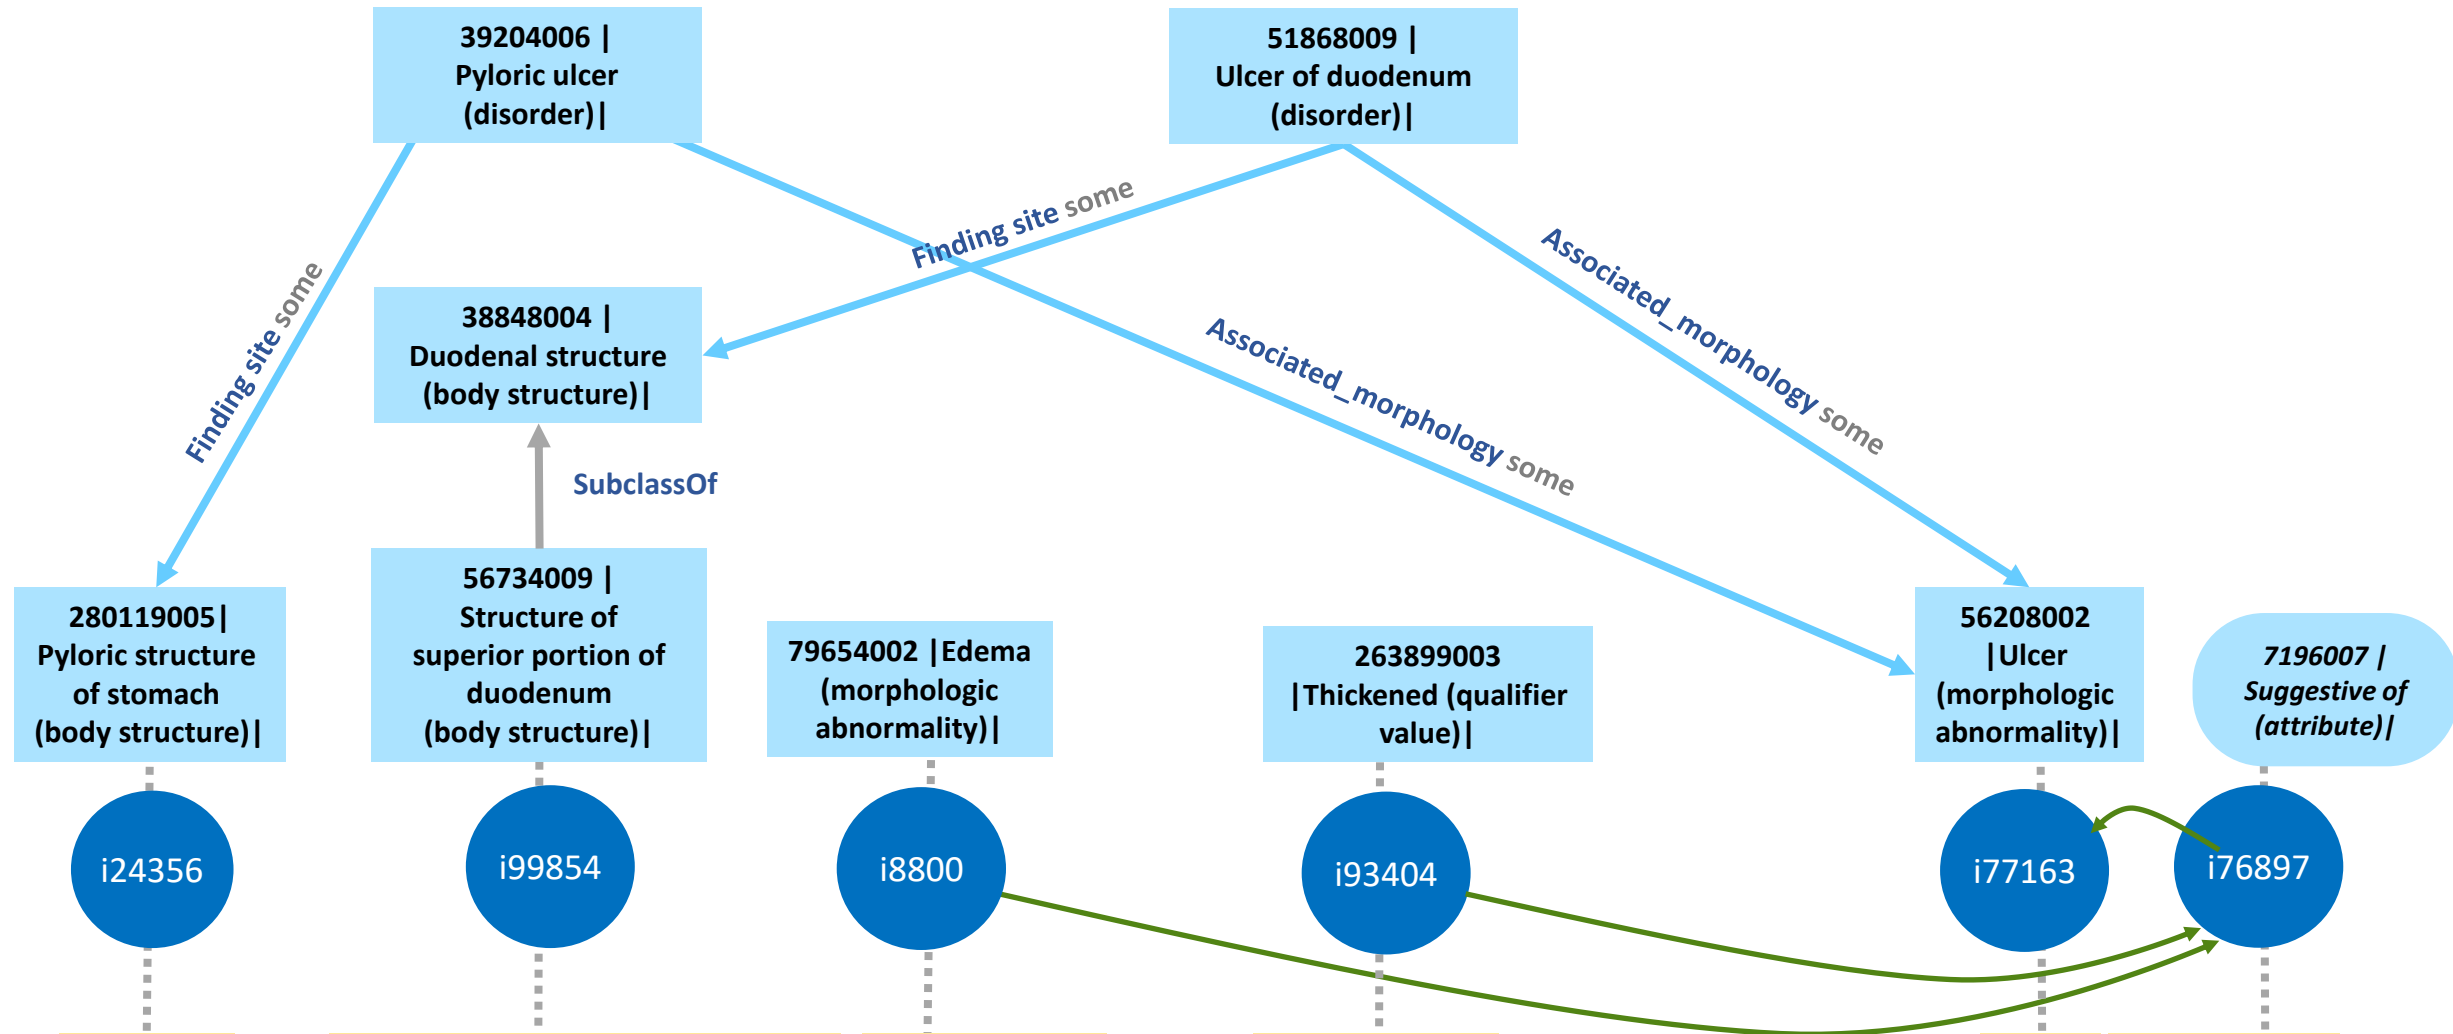 39204006 |
Pyloric ulcer
(disorder)|
51868009 |
Ulcer of duodenum
(disorder)|
Finding site some
Finding site some
Associated_morphology some
Associated_morphology some
38848004 |
Duodenal structure
(body structure)|
SubclassOf
280119005|
Pyloric structure
of stomach
(body structure)|
56734009 |
Structure of
superior portion of
duodenum
(body structure)|
79654002 |Edema
(morphologic
abnormality)|
263899003
|Thickened (qualifier
value)|
56208002
|Ulcer
(morphologic
abnormality)|
7196007 |
Suggestive of
(attribute)|
i24356
i99854
i8800
i93404
i77163
i76897